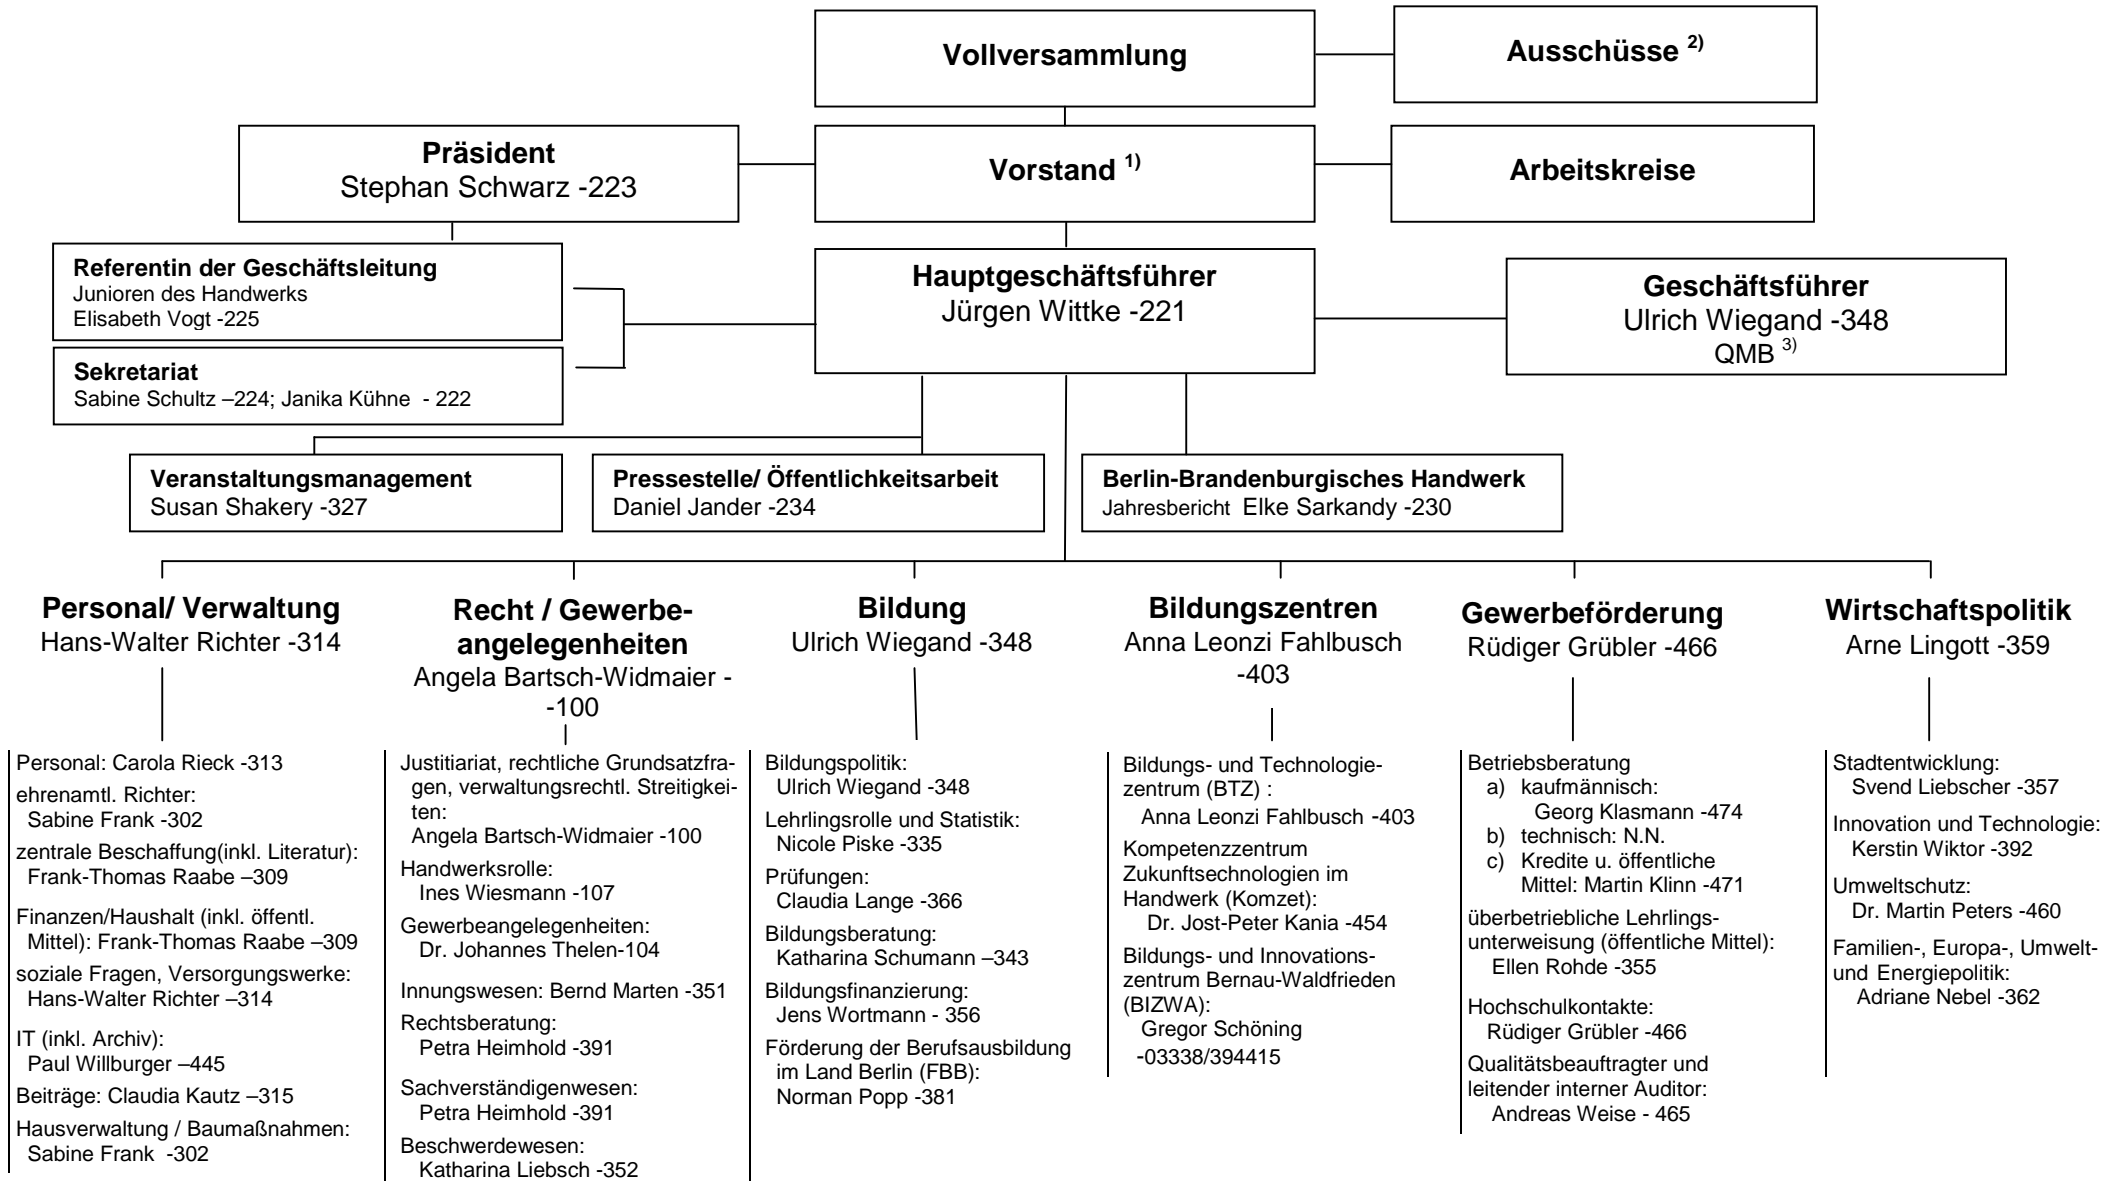 Vollversammlung
Ausschüsse 2)
Präsident
Stephan Schwarz -223
Vorstand 1)
Arbeitskreise
Referentin der Geschäftsleitung
Junioren des Handwerks
Elisabeth Vogt -225
Hauptgeschäftsführer
Jürgen Wittke -221
Geschäftsführer
Ulrich Wiegand -348
QMB 3)
Sekretariat
Sabine Schultz –224; Janika Kühne - 222
Veranstaltungsmanagement
Susan Shakery -327
Pressestelle/ Öffentlichkeitsarbeit
Daniel Jander -234
Berlin-Brandenburgisches Handwerk
Jahresbericht Elke Sarkandy -230
Personal/ Verwaltung
Hans-Walter Richter -314
Personal: Carola Rieck -313
ehrenamtl. Richter:
Sabine Frank -302
zentrale Beschaffung(inkl. Literatur):
Frank-Thomas Raabe –309
Finanzen/Haushalt (inkl. öffentl.
Mittel): Frank-Thomas Raabe –309
soziale Fragen, Versorgungswerke:
Hans-Walter Richter –314
IT (inkl. Archiv):
Paul Willburger –445
Beiträge: Claudia Kautz –315
Hausverwaltung / Baumaßnahmen:
Sabine Frank -302
Recht / Gewerbe-
angelegenheiten
Angela Bartsch-Widmaier -
-100
Justitiariat, rechtliche Grundsatzfra-
gen, verwaltungsrechtl. Streitigkei-
ten:
Angela Bartsch-Widmaier -100
Handwerksrolle:
Ines Wiesmann -107
Gewerbeangelegenheiten:
Dr. Johannes Thelen-104
Innungswesen: Bernd Marten -351
Rechtsberatung:
Petra Heimhold -391
Sachverständigenwesen:
Petra Heimhold -391
Beschwerdewesen:
Katharina Liebsch -352
Bildung
Ulrich Wiegand -348
Bildungspolitik:
Ulrich Wiegand -348
Lehrlingsrolle und Statistik:
Nicole Piske -335
Prüfungen:
Claudia Lange -366
Bildungsberatung:
Katharina Schumann –343
Bildungsfinanzierung:
Jens Wortmann - 356
Förderung der Berufsausbildung
im Land Berlin (FBB):
Norman Popp -381
Bildungszentren
Anna Leonzi Fahlbusch
-403
Bildungs- und Technologie-
zentrum (BTZ) :
Anna Leonzi Fahlbusch -403
Kompetenzzentrum
Zukunftsechnologien im
Handwerk (Komzet):
Dr. Jost-Peter Kania -454
Bildungs- und Innovations-
zentrum Bernau-Waldfrieden
(BIZWA):
Gregor Schöning
-03338/394415
Gewerbeförderung
Rüdiger Grübler -466
Betriebsberatung
a) kaufmännisch:
Georg Klasmann -474
b) technisch: N.N.
c) Kredite u. öffentliche
Mittel: Martin Klinn -471
überbetriebliche Lehrlings-
unterweisung (öffentliche Mittel):
Ellen Rohde -355
Hochschulkontakte:
Rüdiger Grübler -466
Qualitätsbeauftragter und
leitender interner Auditor:
Andreas Weise - 465
Wirtschaftspolitik
Arne Lingott -359
Stadtentwicklung:
Svend Liebscher -357
Innovation und Technologie:
Kerstin Wiktor -392
Umweltschutz:
Dr. Martin Peters -460
Familien-, Europa-, Umwelt-
und Energiepolitik:
Adriane Nebel -362